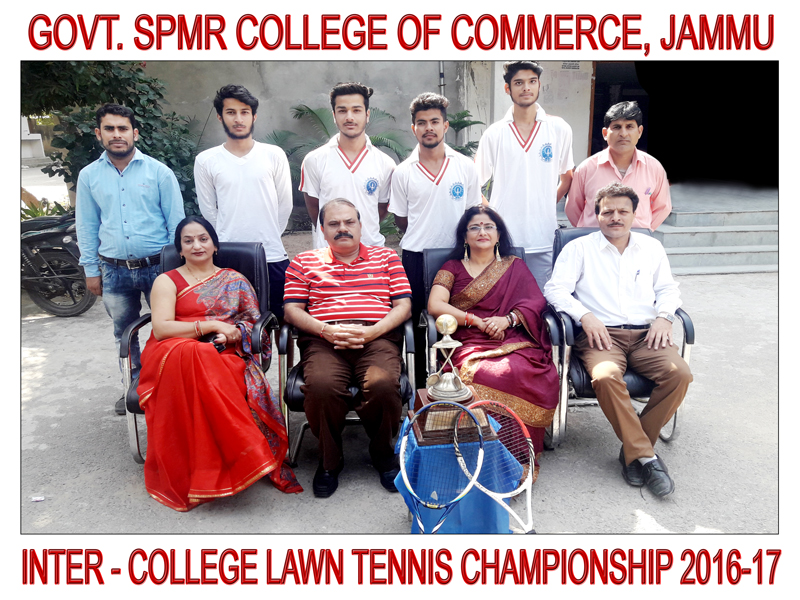 GOVT. SPMR COLLEGE OF COMMERCE, JAMMU
INTER - COLLEGE LAWN TENNIS CHAMPIONSHIP 2016-17